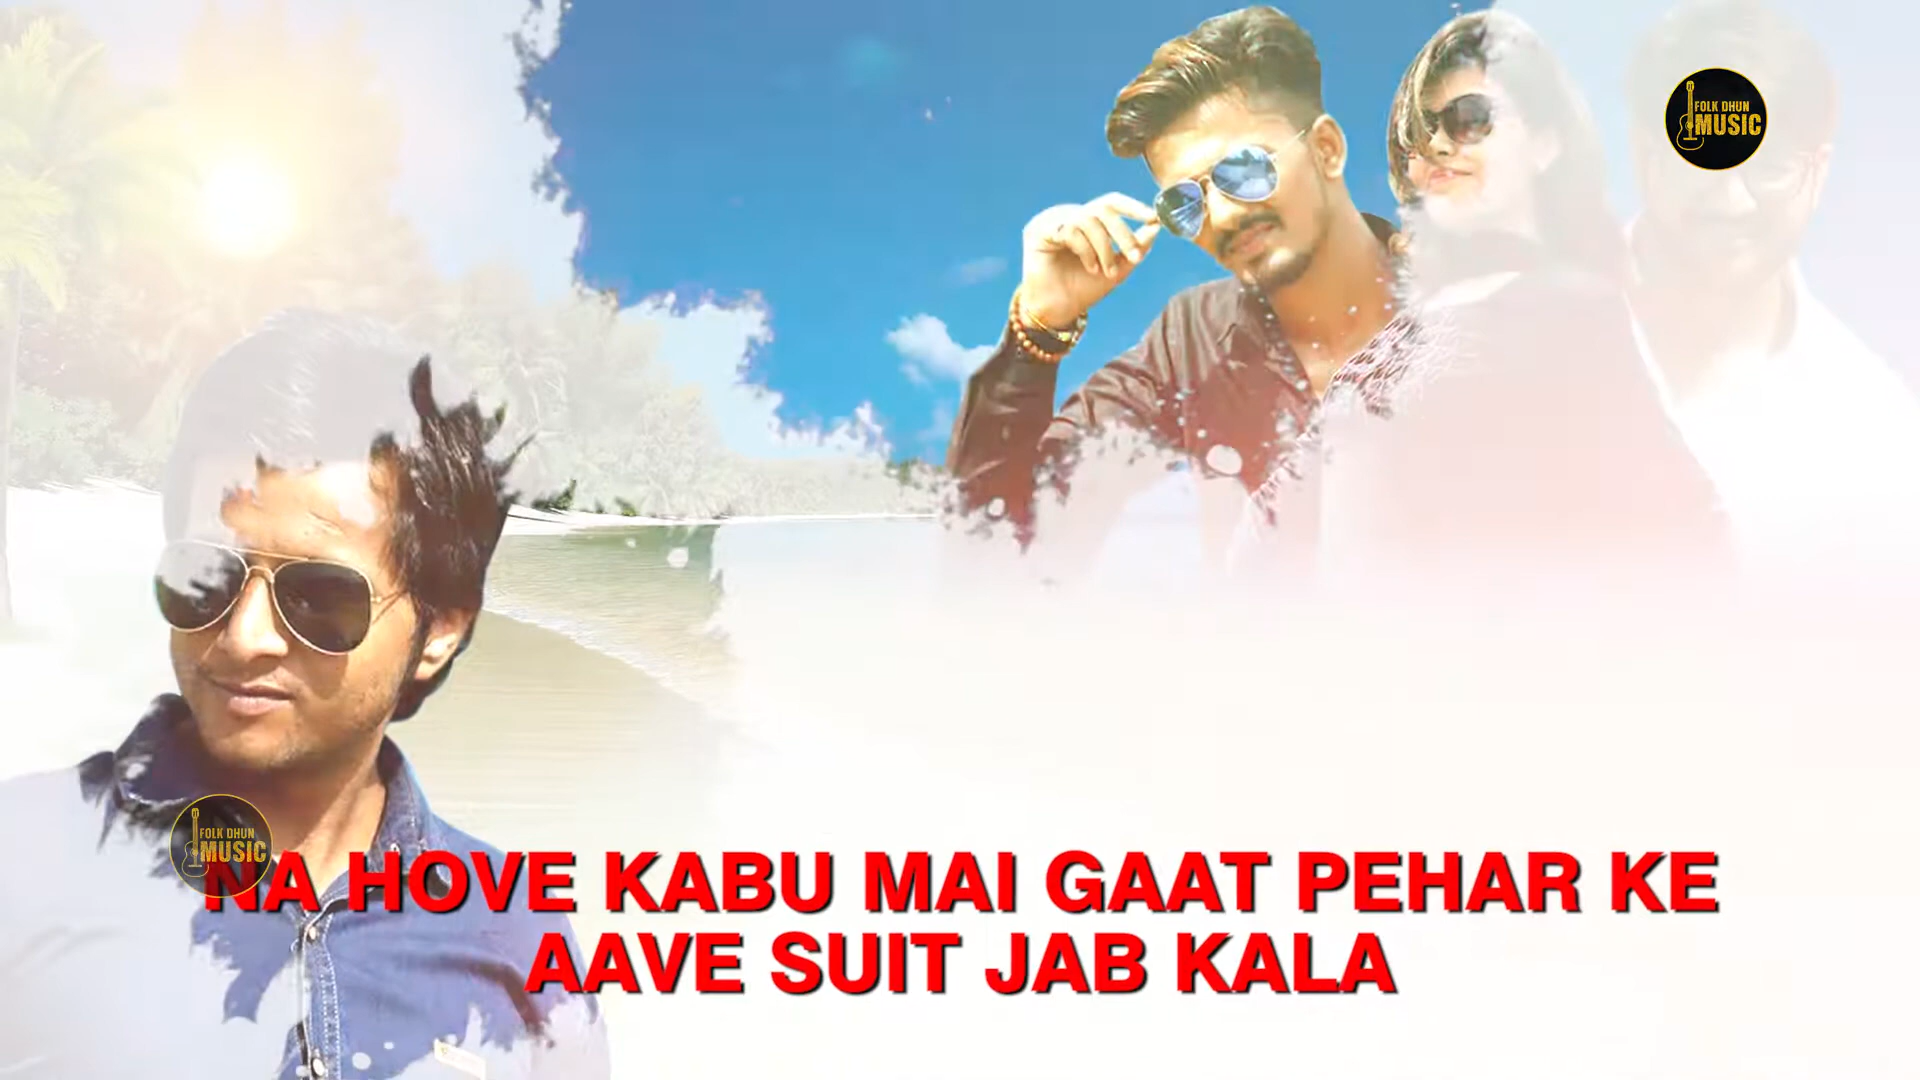 FOLK DHUN
MUSIC
FOLK DHUN
MUSIC
NA HOVE KABU MAI GAAT PEHAR KE
AAVE SUIT JAB KALA